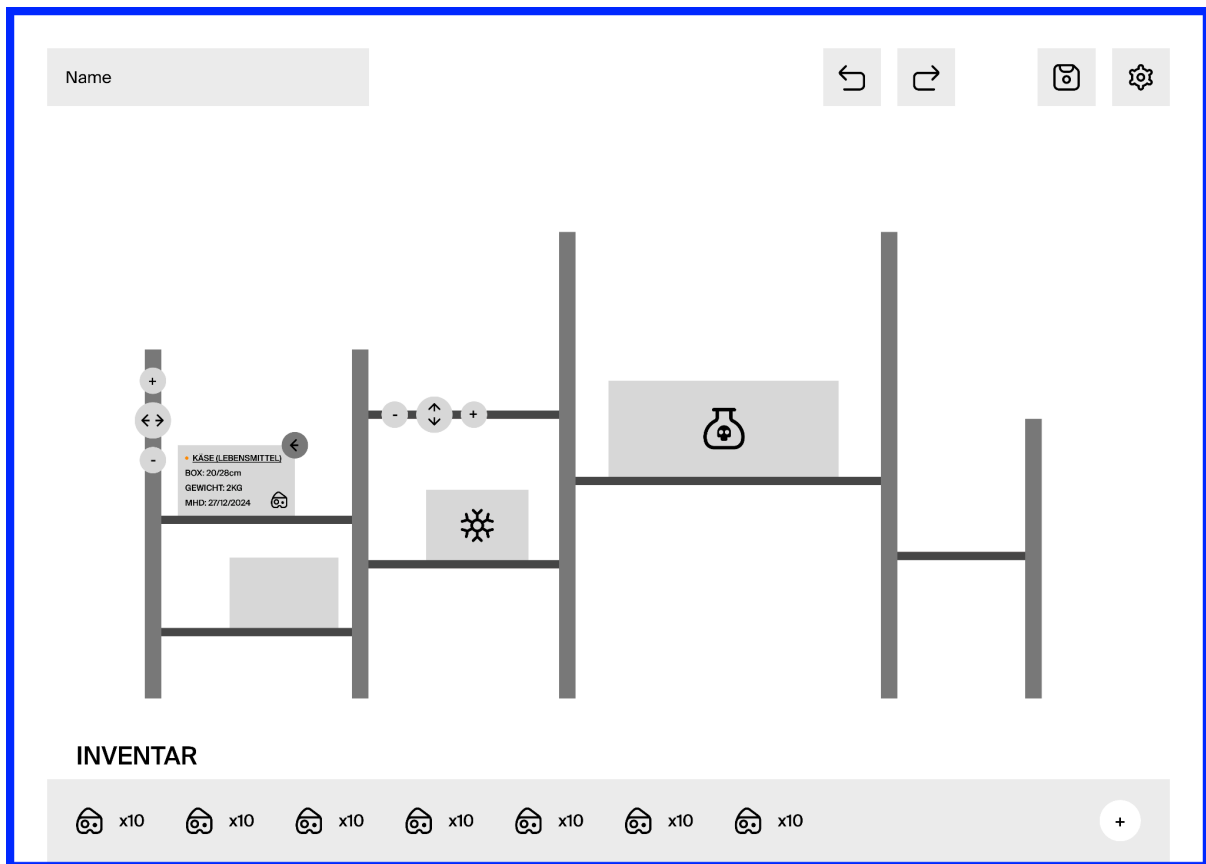 Name
+
-
- +
KÄSE (LEBENSMITTEL)
BOX: 20/28cm
GEWICHT: 2KG
MHD: 27/12/2024
INVENTAR
x10 x10 x10 x10 x10 x10 x10 +